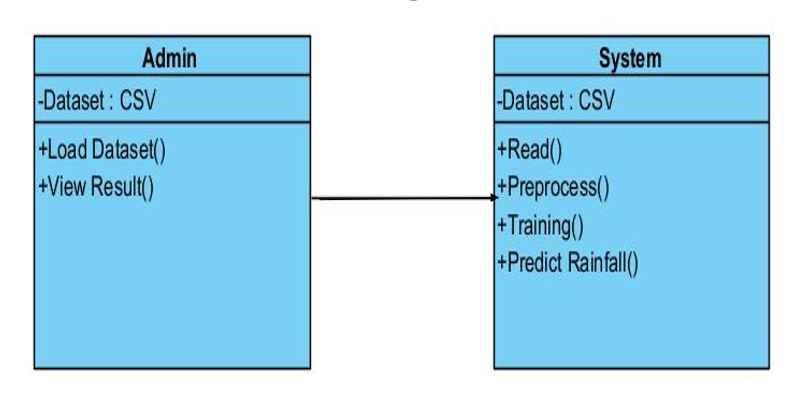 Admin
-Dataset : CSV
+Load Dataset()
+View Result()
System
-Dataset : CSV
+Read()
+Preprocess()
+Training()
+Predict Rainfall()